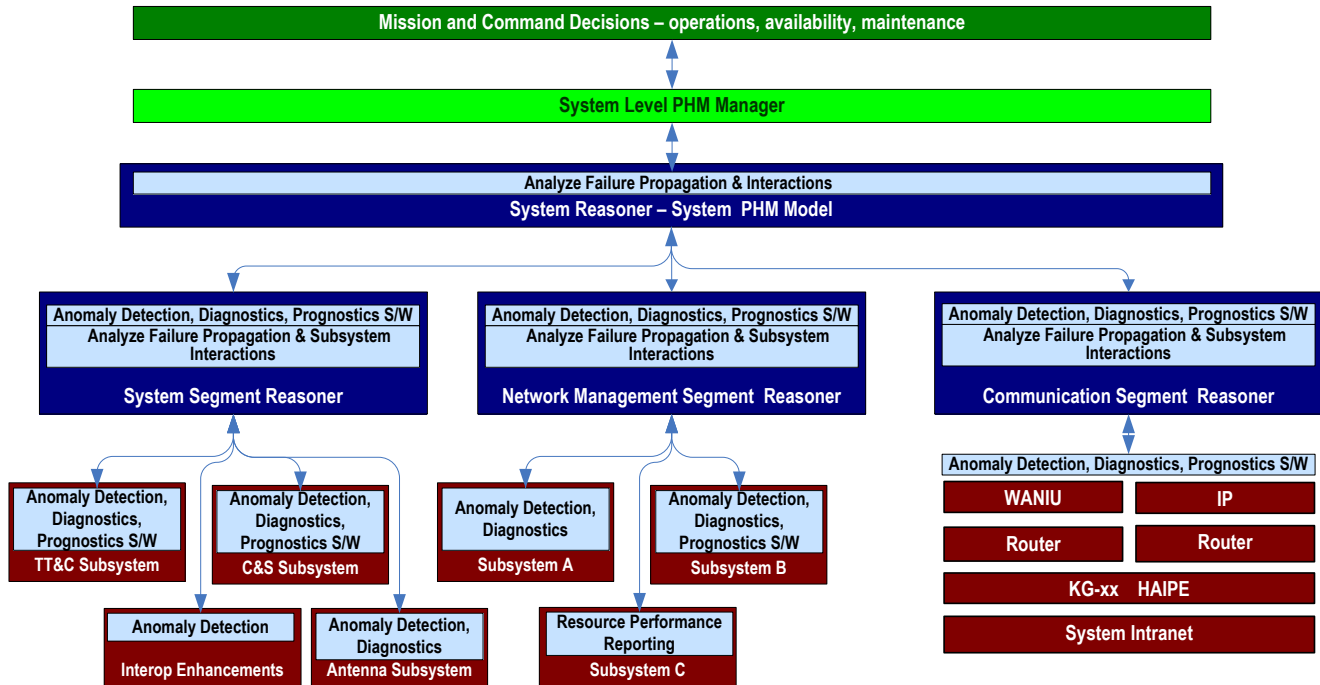 Mission and Command Decisions – operations, availability, maintenance
System Level PHM Manager
Analyze Failure Propagation & Interactions
System Reasoner – System PHM Model
Anomaly Detection, Diagnostics, Prognostics S/W
Analyze Failure Propagation & Subsystem
Interactions
System Segment Reasoner
Anomaly Detection, Diagnostics, Prognostics S/W
Analyze Failure Propagation & Subsystem
Interactions
Network Management Segment Reasoner
Anomaly Detection, Diagnostics, Prognostics S/W
Analyze Failure Propagation & Subsystem
Interactions
Communication Segment Reasoner
Anomaly Detection,
Diagnostics,
Prognostics S/W
TT&C Subsystem
Anomaly Detection,
Diagnostics,
Prognostics S/W
C&S Subsystem
Anomaly Detection
Interop Enhancements
Anomaly Detection,
Diagnostics
Antenna Subsystem
Anomaly Detection,
Diagnostics
Subsystem A
Anomaly Detection,
Diagnostics,
Prognostics S/W
Subsystem B
Resource Performance
Reporting
Subsystem C
Anomaly Detection, Diagnostics, Prognostics S/W
WANIU
IP
Router
Router
KG-xx HAIPE
System Intranet